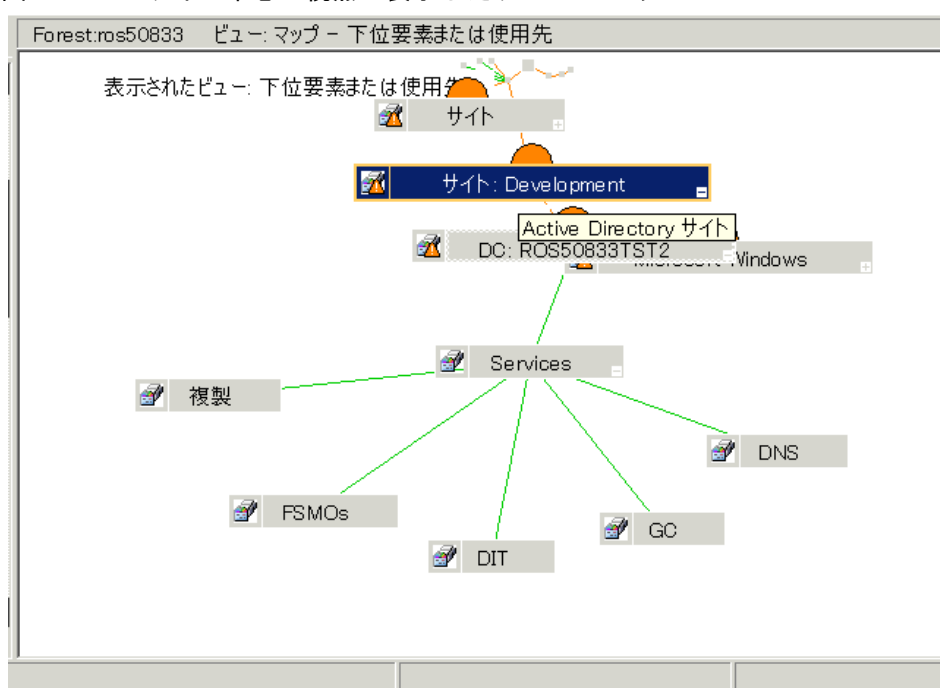 Forest:ros50833 ビュー: マップ - 下位要素または使用先
表示されたビュー: 下位要素または使用先
サイト
サイト: Development
Active Directory サイト
DC: ROS50833TST2
Windows
Services
複製
DNS
FSMOs
GC
DIT